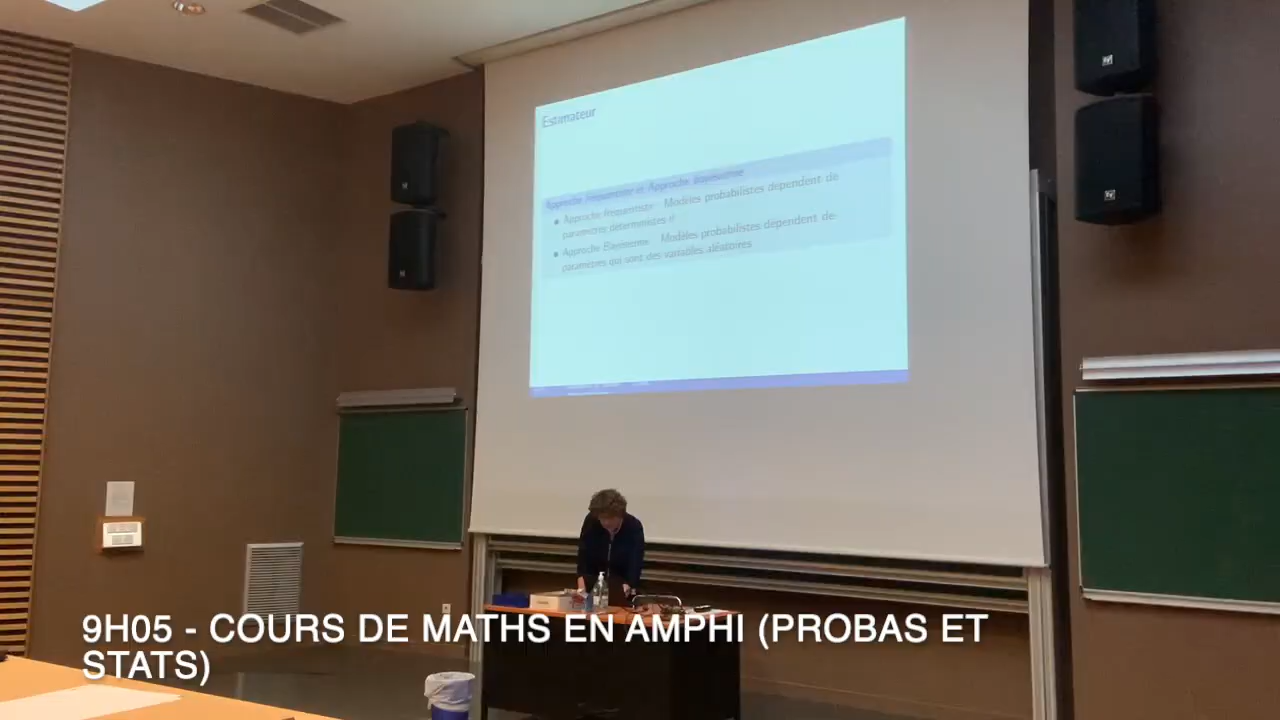 Estimateur
Approche Fréquentiste et Approche Bayésienne
Approche fréquentiste : Modèles probabilistes dépendent de
paramètres déterministes θ
Approche Bayésienne : Modèles probabilistes dépendent de
paramètres qui sont des variables aléatoires
9H05 - COURS DE MATHS EN AMPHI (PROBAS ET
STATS)